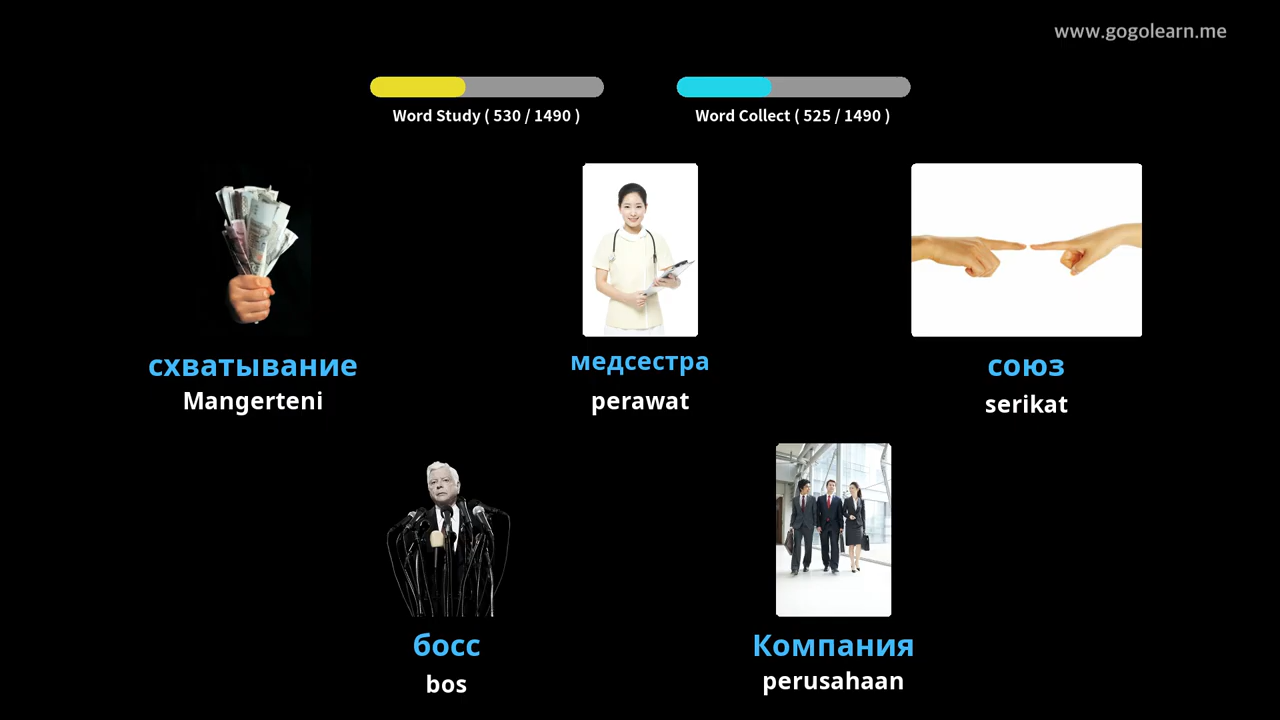 www.gogolearn.me
Word Study ( 530 / 1490 )
Word Collect ( 525 / 1490 )
схватывание
Mangerteni
медсестра
perawat
союз
serikat
босс
bos
Компания
perusahaan